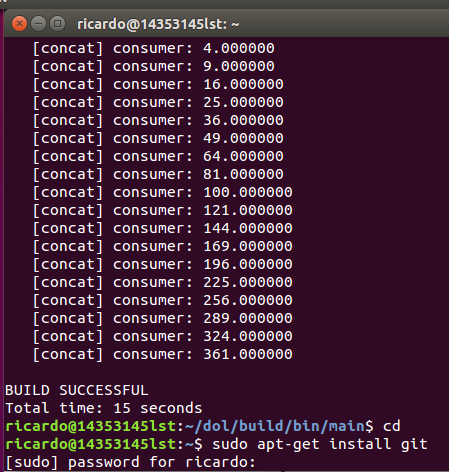 ricardo@14353145lst: ~
[concat] consumer: 4.000000
[concat] consumer: 9.000000
[concat] consumer: 16.000000
[concat] consumer: 25.000000
[concat] consumer: 36.000000
[concat] consumer: 49.000000
[concat] consumer: 64.000000
[concat] consumer: 81.000000
[concat] consumer: 100.000000
[concat] consumer: 121.000000
[concat] consumer: 144.000000
[concat] consumer: 169.000000
[concat] consumer: 196.000000
[concat] consumer: 225.000000
[concat] consumer: 256.000000
[concat] consumer: 289.000000
[concat] consumer: 324.000000
[concat] consumer: 361.000000
BUILD SUCCESSFUL
Total time: 15 seconds
ricardo@14353145lst:~/dol/build/bin/main$ cd
ricardo@14353145lst:~$ sudo apt-get install git
[sudo] password for ricardo: